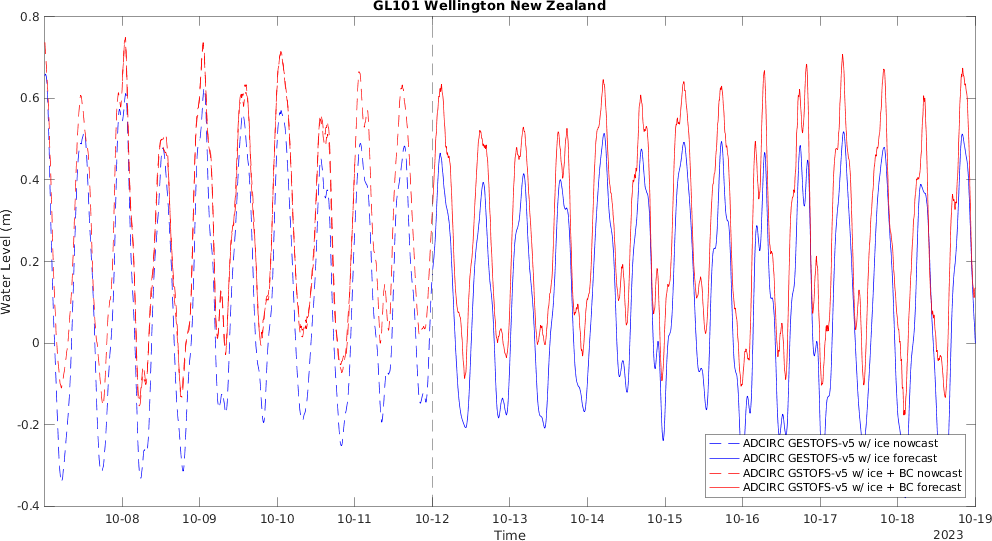 GL101 Wellington New Zealand
0.8
0.6
0.4
0.2
0
-0.2
-0.4
Water Level (m)
10-08 10-09 10-10 10-11 10-12 10-13 10-14 10-15 10-16 10-17 10-18 10-19
Time
2023
ADCIRC GESTOFS-v5 w/ ice nowcast
ADCIRC GESTOFS-v5 w/ ice forecast
ADCIRC GSTOFS-v5 w/ ice + BC nowcast
ADCIRC GSTOFS-v5 w/ ice + BC forecast